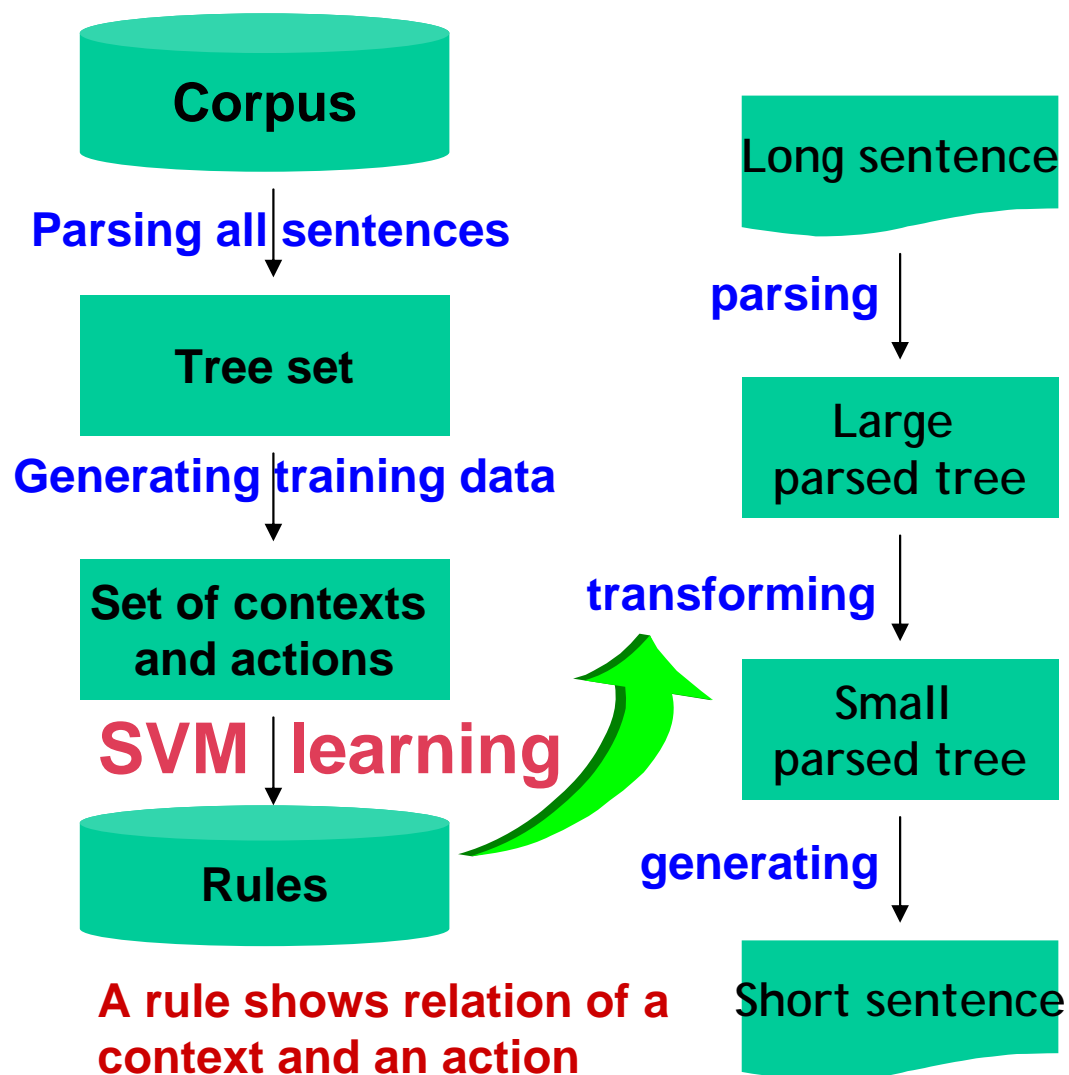 Corpus
Parsing all sentences
Tree set
Generating training data
Set of contexts
and actions
SVM learning
Rules
A rule shows relation of a
context and an action
Long sentence
parsing
Large
parsed tree
transforming
Small
parsed tree
generating
Short sentence